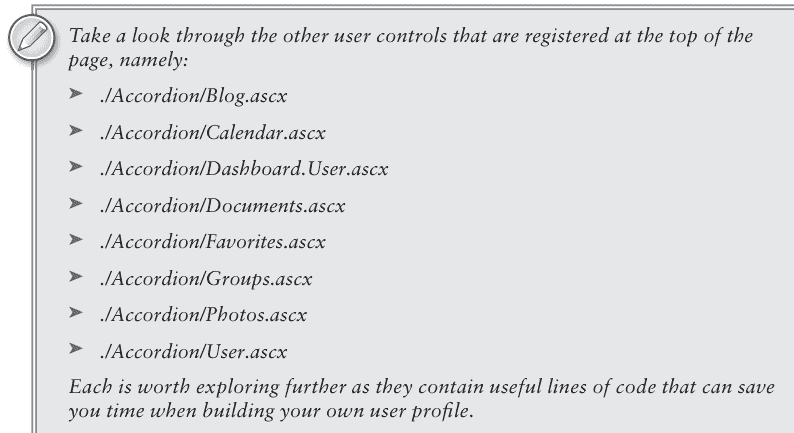 Take a look through the other user controls that are registered at the top of the
page, namely:
➤ ./Accordion/Blog.ascx
➤ ./Accordion/Calendar.ascx
➤ ./Accordion/Dashboard.User.ascx
➤ ./Accordion/Documents.ascx
➤ ./Accordion/Favorites.ascx
➤ ./Accordion/Groups.ascx
➤ ./Accordion/Photos.ascx
➤ ./Accordion/User.ascx
Each is worth exploring further as they contain useful lines of code that can save
you time when building your own user profile.